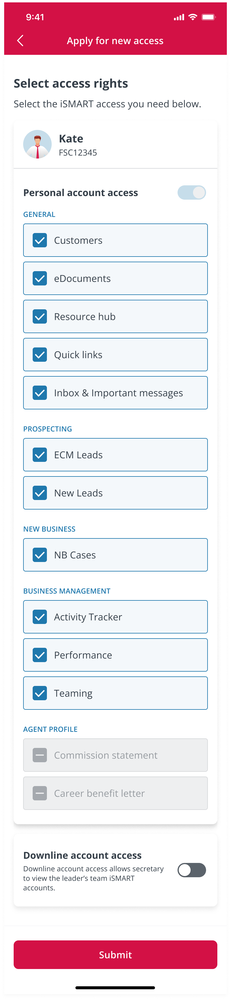 9:41
Apply for new access
Select access rights
Select the iSMART access you need below.
Kate
FSC12345
Personal account access
GENERAL
Customers
eDocuments
Resource hub
Quick links
Inbox & Important messages
PROSPECTING
ECM Leads
New Leads
NEW BUSINESS
NB Cases
BUSINESS MANAGEMENT
Activity Tracker
Performance
Teaming
AGENT PROFILE
Commission statement
Career benefit letter
Downline account access
Downline account access allows secretary
to view the leader’s team iSMART
accounts.
Submit